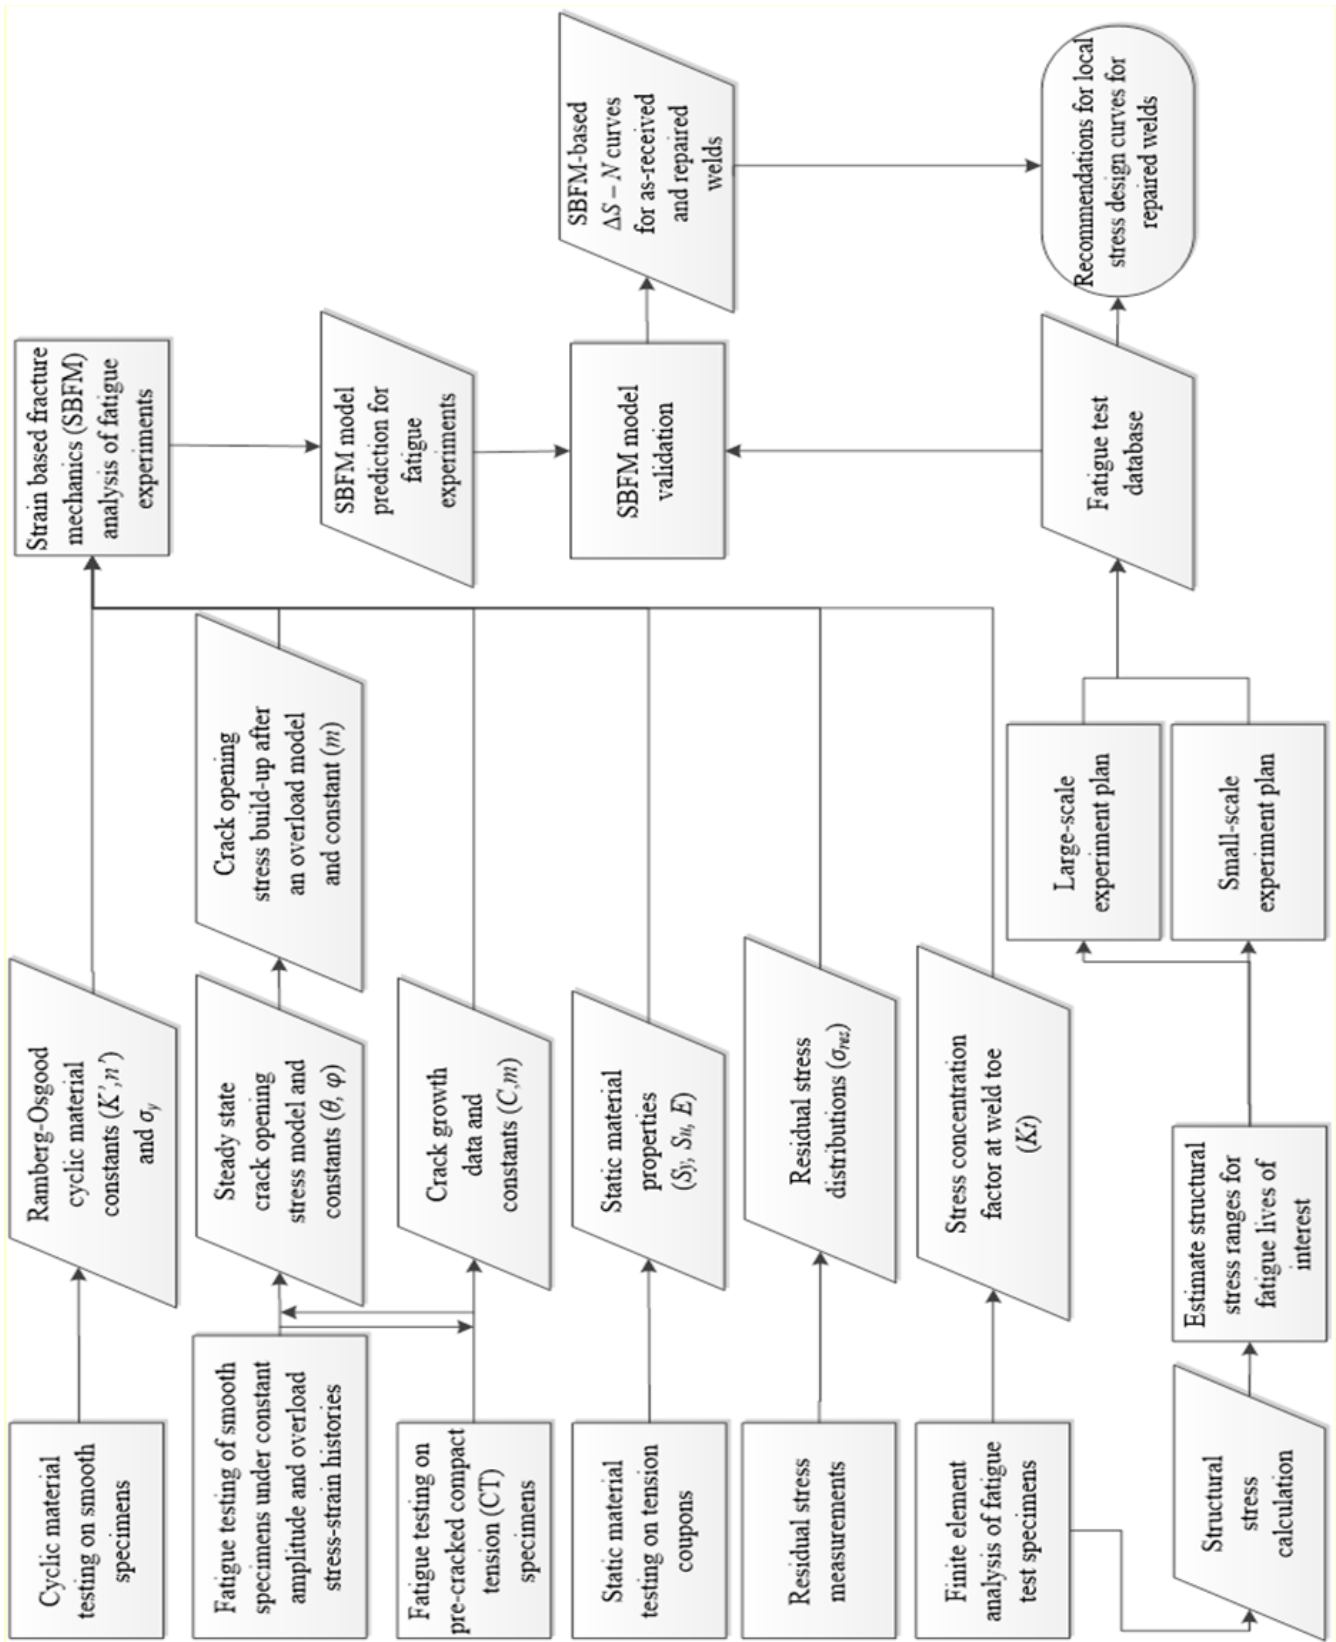 Cyclic material
testing on smooth
specimens
Ramberg-Osgood
cyclic material
constants (K’,n’)
and σy
Strain based fracture
mechanics (SBFM)
analysis of fatigue
experiments
Fatigue testing of smooth
specimens under constant
amplitude and overload
stress-strain histories
Steady state
crack opening
stress model and
constants (θ, φ)
Crack opening
stress build-up after
an overload model
and constant (m)
SBFM model
prediction for
fatigue
experiments
Fatigue testing on
pre-cracked compact
tension (CT)
specimens
Crack growth
data and
constants (C,m)
Static material
testing on tension
coupons
Static material
properties
(Sy, Su, E)
SBFM model
validation
SBFM-based
ΔS – N curves
for as-received
and repaired
welds
Residual stress
measurements
Residual stress
distributions (σres)
Finite element
analysis of fatigue
test specimens
Stress concentration
factor at weld toe
(Kt)
Large-scale
experiment plan
Fatigue test
database
Recommendations for local
stress design curves for
repaired welds
Structural
stress
calculation
Estimate structural
stress ranges for
fatigue lives of
interest
Small-scale
experiment plan